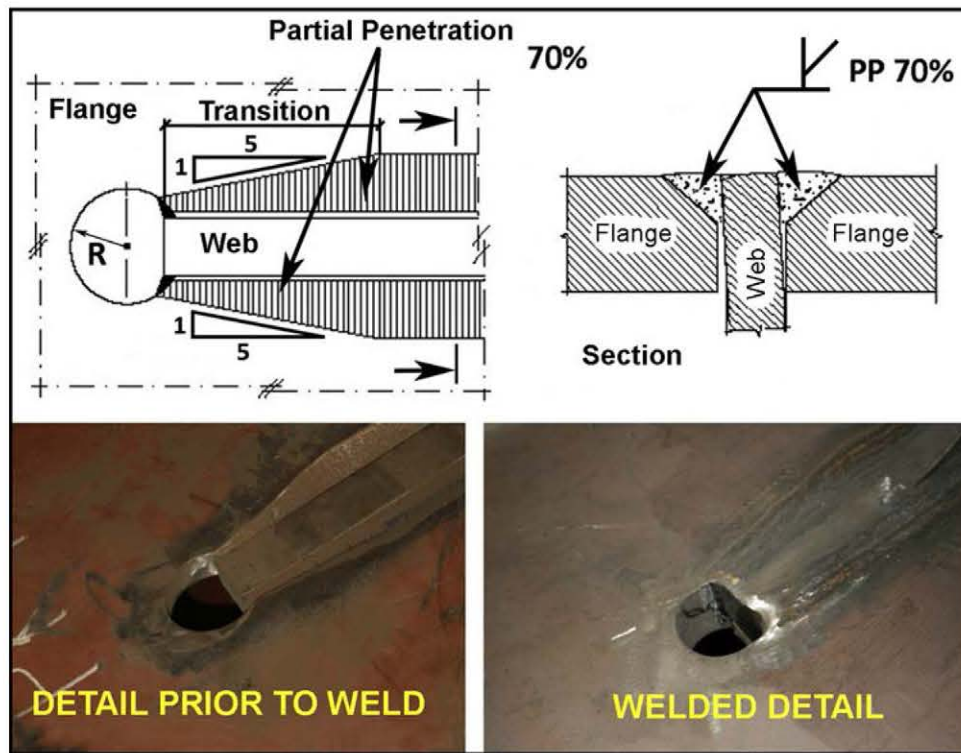 Partial Penetration
70%
PP 70%
Flange
Transition
5
1
R
Web
1
5
Flange
Web
Flange
Section
DETAIL PRIOR TO WELD
WELDED DETAIL